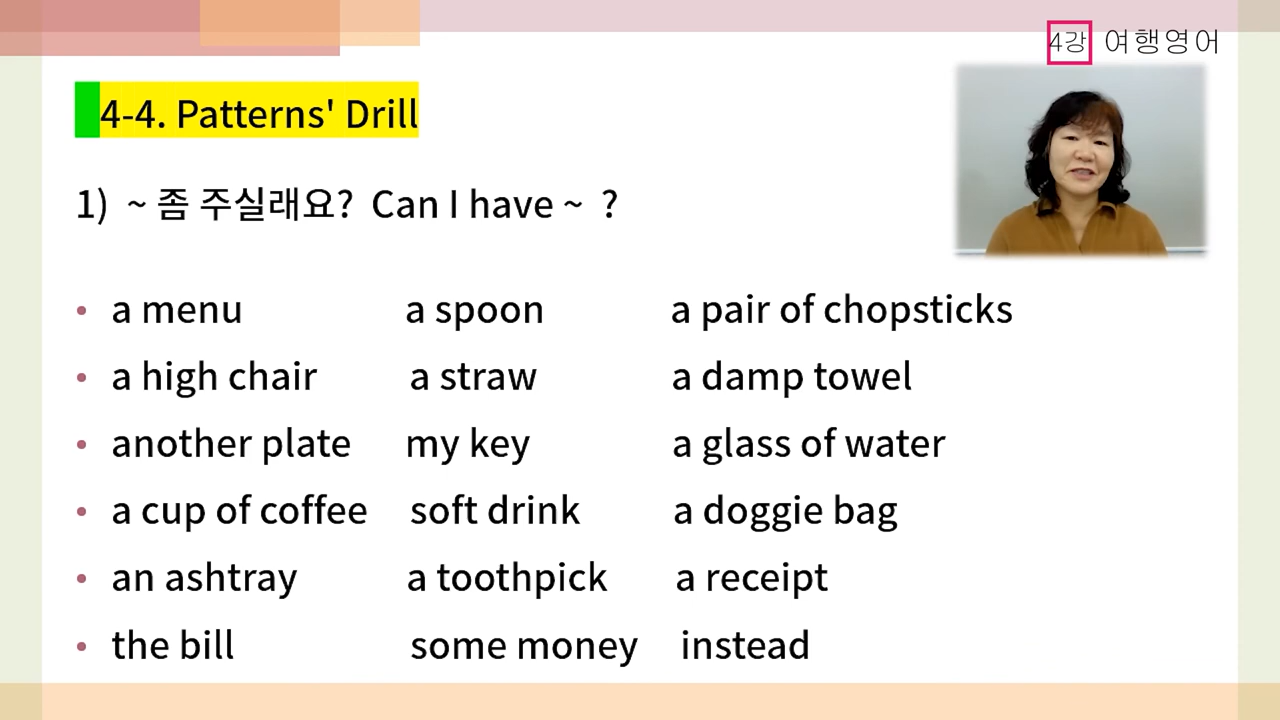 4강 여행영어
4-4. Patterns' Drill
1) ~ 좀 주실래요? Can I have ~ ?
• a menu a spoon a pair of chopsticks
• a high chair a straw a damp towel
• another plate my key a glass of water
• a cup of coffee soft drink a doggie bag
• an ashtray a toothpick a receipt
• the bill some money instead